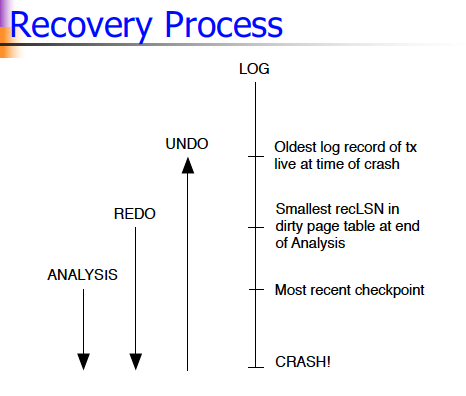 Recovery Process
LOG
UNDO
Oldest log record of tx
live at time of crash
REDO
Smallest recLSN in
dirty page table at end
of Analysis
ANALYSIS
Most recent checkpoint
CRASH!